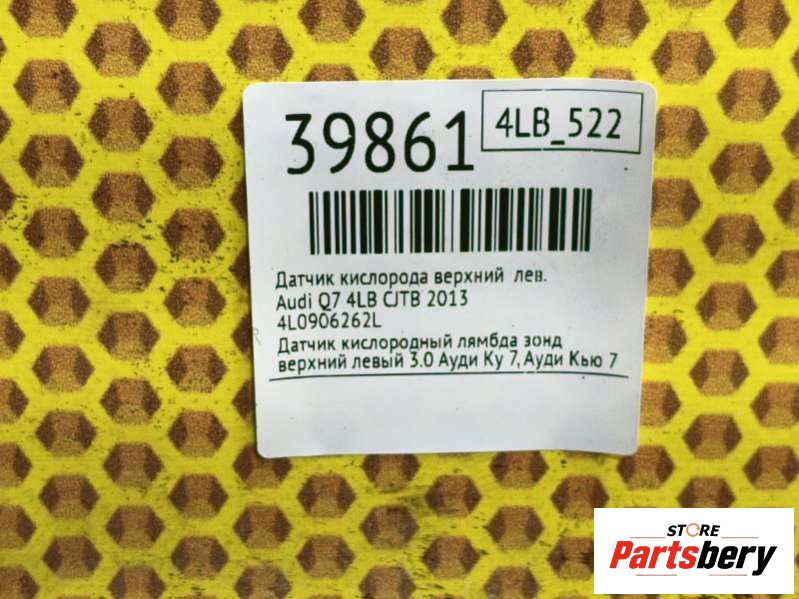 39861
4LB_522
Датчик кислорода верхний лев.
Audi Q7 4LB CJTB 2013
4L0906262L
Датчик кислородный лямбда зонд
верхний левый 3.0 Ауди Ку 7, Ауди Кью 7
STORE
Partsbery